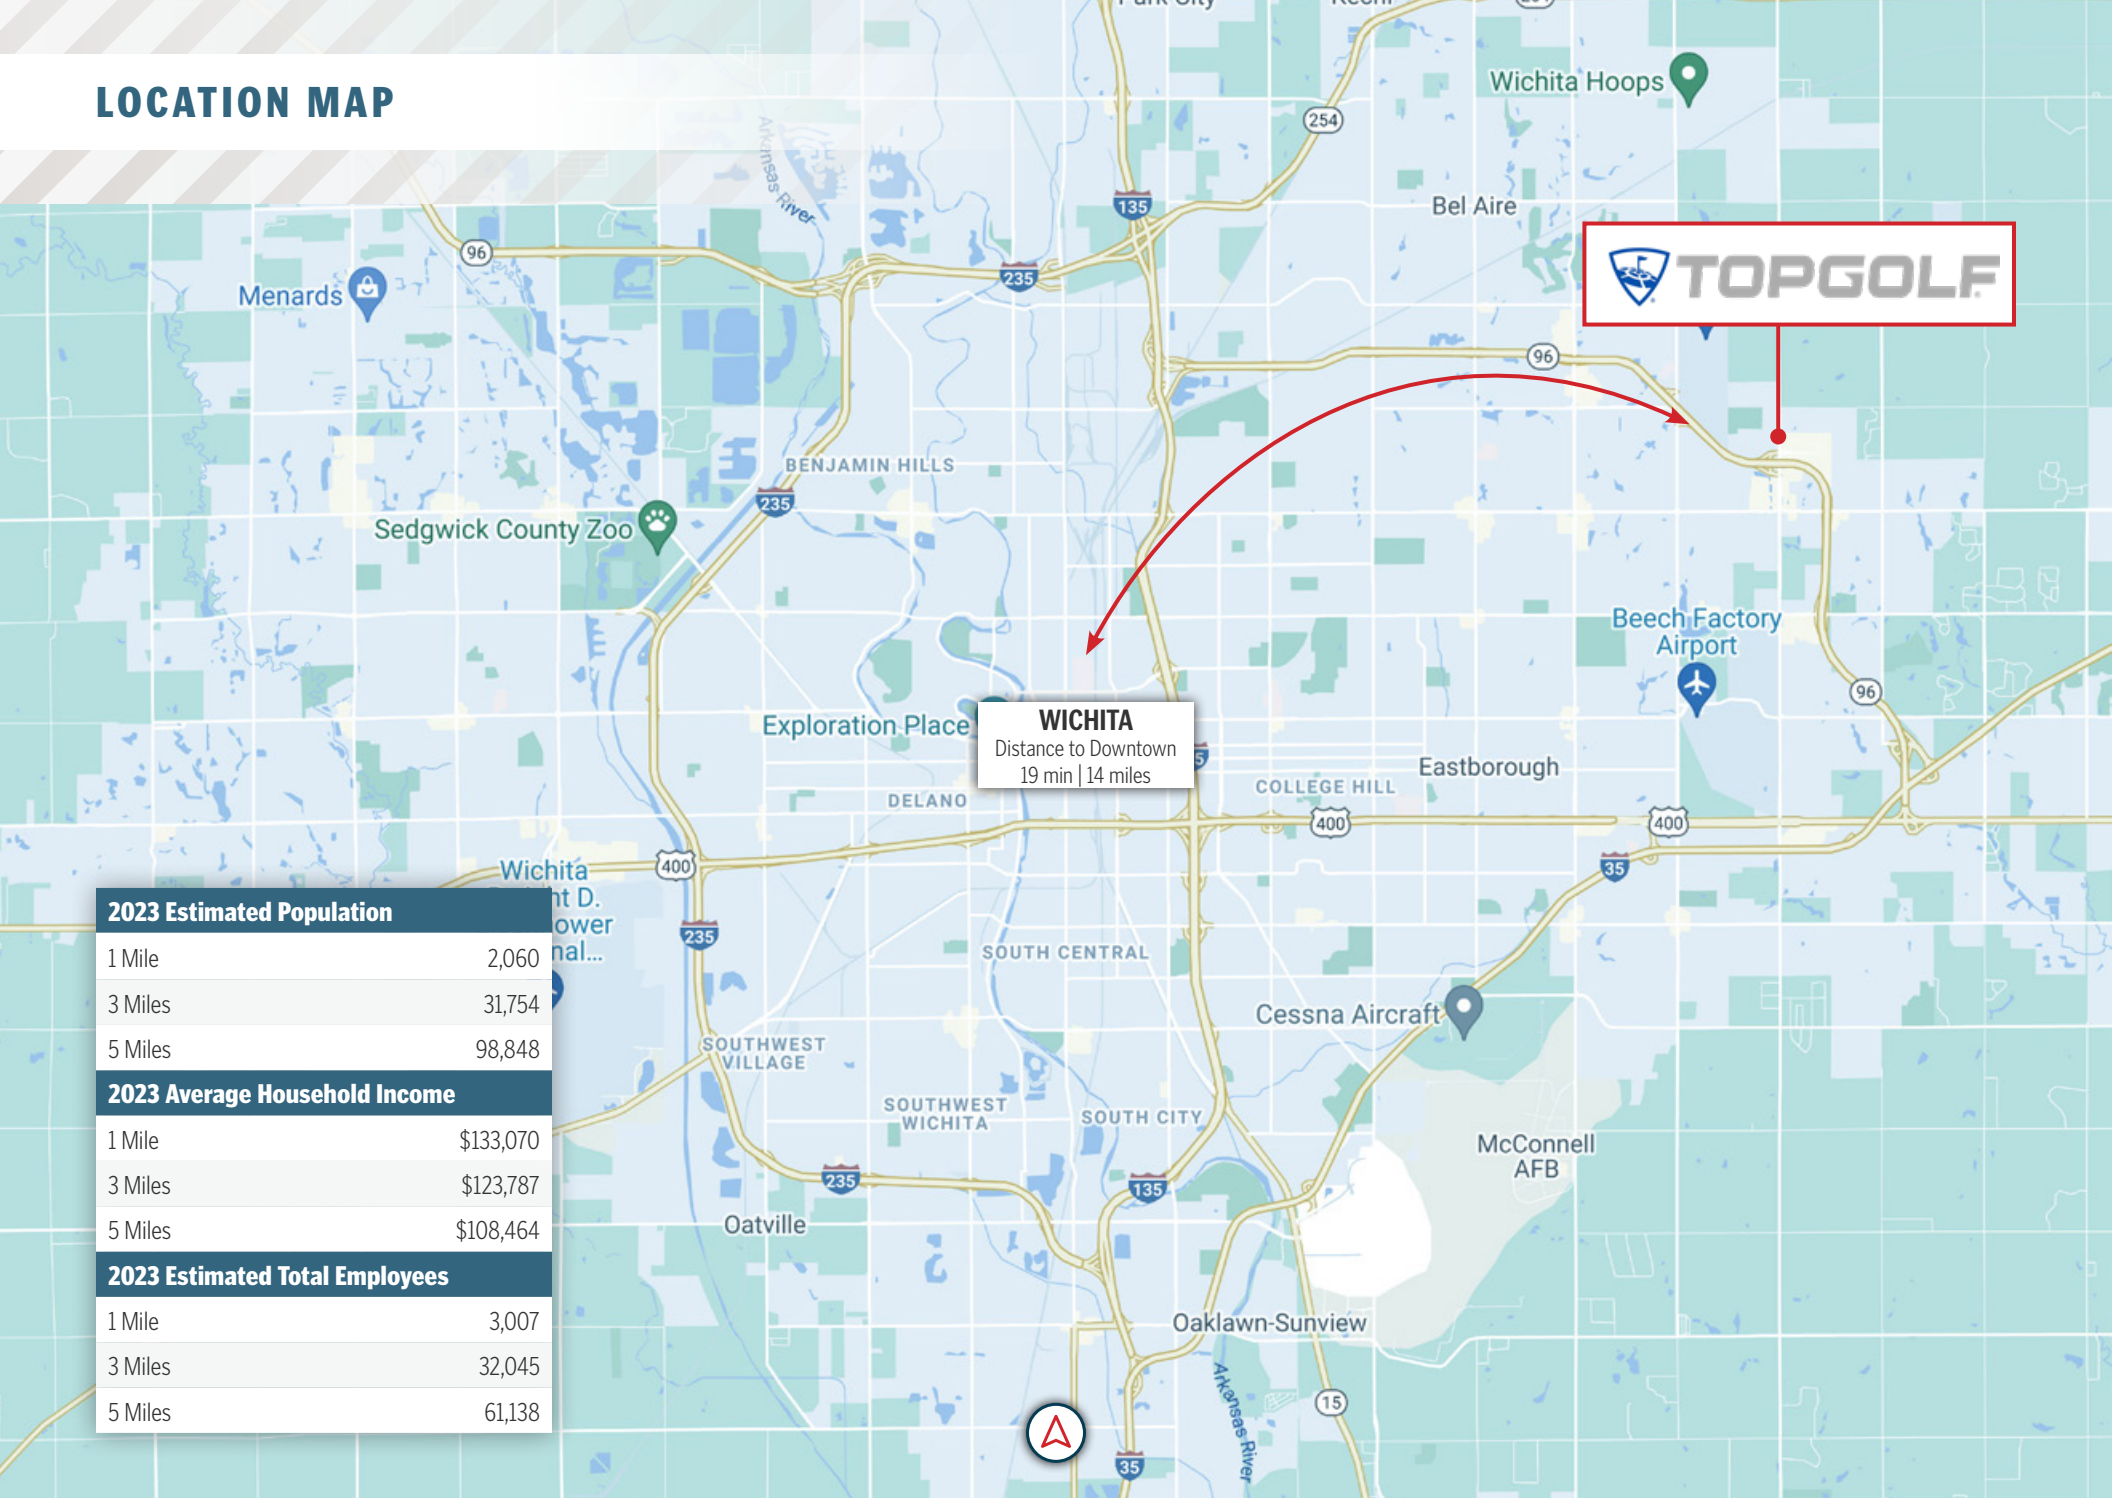 LOCATION MAP
Park City
Kechi
Wichita Hoops
254
Arkansas River
135
Bel Aire
96
235
TOPGOLF
Menards
96
BENJAMIN HILLS
235
Sedgwick County Zoo
Beech Factory
Airport
96
Exploration Place
WICHITA
Distance to Downtown
19 min | 14 miles
Eastborough
COLLEGE HILL
DELANO
400
400
400
35
Wichita
D.
235
SOUTH CENTRAL
Cessna Aircraft
SOUTHWEST
VILLAGE
SOUTHWEST
WICHITA
SOUTH CITY
McConnell
AFB
235
135
Oatville
Oaklawn-Sunview
Arkansas River
15
35
2023 Estimated Population
1 Mile 2,060
3 Miles 31,754
5 Miles 98,848
2023 Average Household Income
1 Mile $133,070
3 Miles $123,787
5 Miles $108,464
2023 Estimated Total Employees
1 Mile 3,007
3 Miles 32,045
5 Miles 61,138